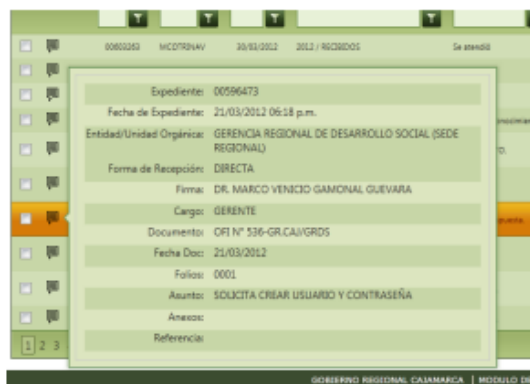 00603263 MCOTRINAV 30/03/2012 2012 / RECIBIDOS Se atendió
Expediente: 00596473
Fecha de Expediente: 21/03/2012 06:18 p.m.
Entidad/Unidad Orgánica: GERENCIA REGIONAL DE DESARROLLO SOCIAL (SEDE
REGIONAL)
Forma de Recepción: DIRECTA
Firma: DR. MARCO VENICIO GAMONAL GUEVARA
Cargo: GERENTE
Documento: OFI N° 536-GR.CAJ/GRDS
Fecha Doc: 21/03/2012
Folios: 0001
Asunto: SOLICITA CREAR USUARIO Y CONTRASEÑA
Anexos:
Referencia:
1 2 3
GOBIERNO REGIONAL CAJAMARCA | MODULO DE